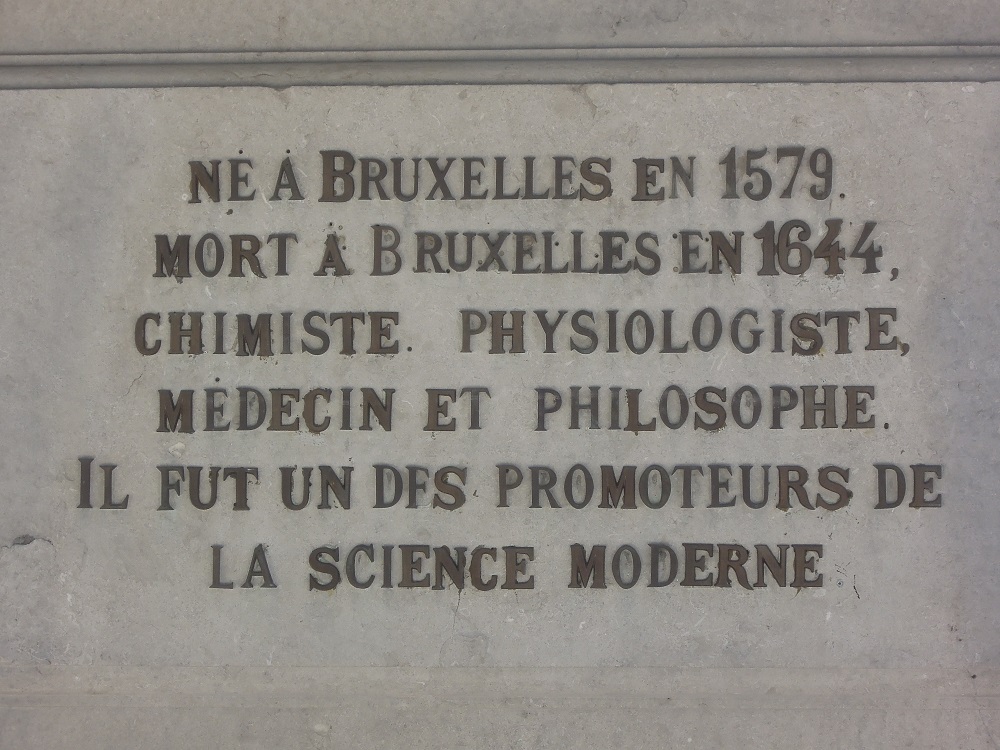 NÉ À BRUXELLES EN 1579.
MORT À BRUXELLES EN 1644,
CHIMISTE. PHYSIOLOGISTE,
MÉDECIN ET PHILOSOPHE.
IL FUT UN DES PROMOTEURS DE
LA SCIENCE MODERNE